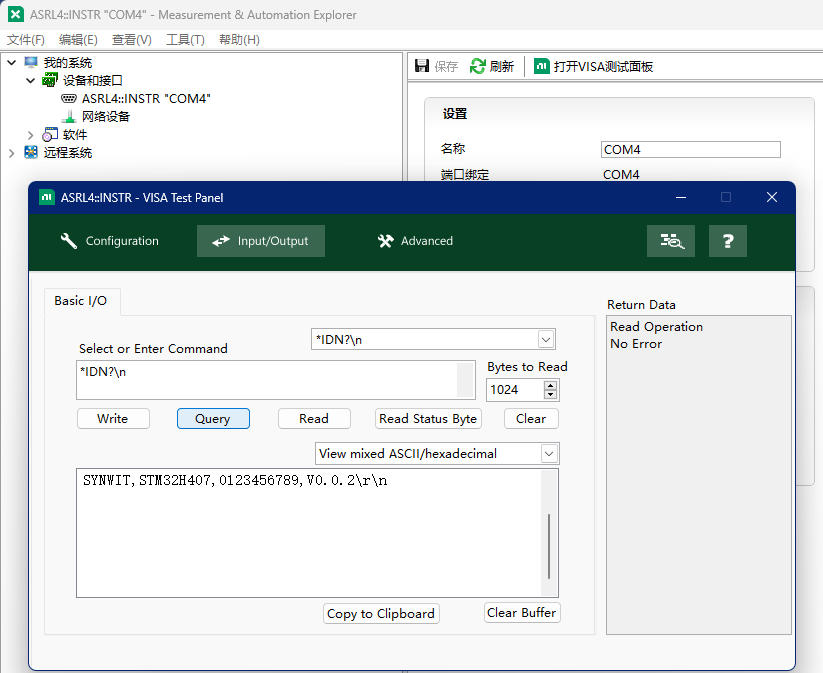 ASRL4::INSTR "COM4" - Measurement & Automation Explorer
文件(F) 编辑(E) 查看(V) 工具(T) 帮助(H)
我的系统
设备和接口
ASRL4::INSTR "COM4"
网络设备
软件
远程系统
保存 刷新 打开VISA测试面板
设置
名称 COM4
端口绑定 COM4
ASRL4::INSTR - VISA Test Panel
Configuration Input/Output Advanced ?
Basic I/O
Select or Enter Command *IDN?\n
*IDN?\n
Bytes to Read
1024
Write Query Read Read Status Byte Clear
View mixed ASCII/hexadecimal
SYNWIT,STM32H407,0123456789,V0.0.2\r\n
Copy to Clipboard Clear Buffer
Return Data
Read Operation
No Error